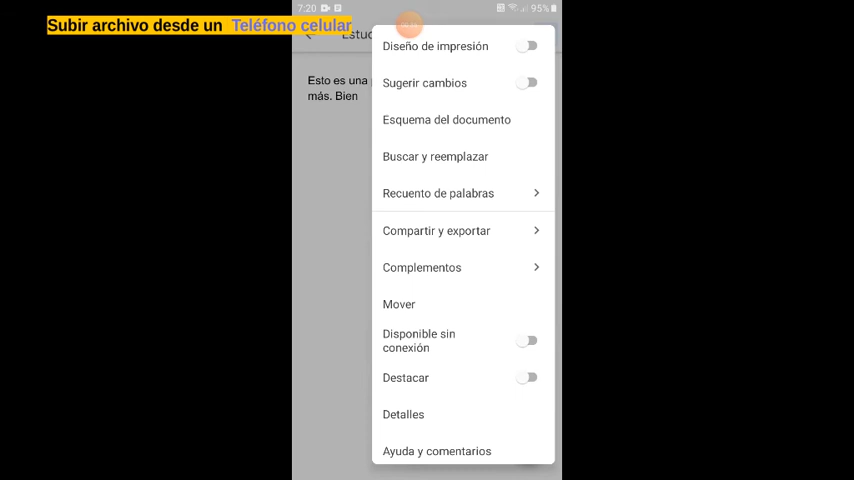 7:20
95%
Subir archivo desde un Teléfono celular
Diseño de impresión
Esto es una
más. Bien
Sugerir cambios
Esquema del documento
Buscar y reemplazar
Recuento de palabras
Compartir y exportar
Complementos
Mover
Disponible sin
conexión
Destacar
Detalles
Ayuda y comentarios